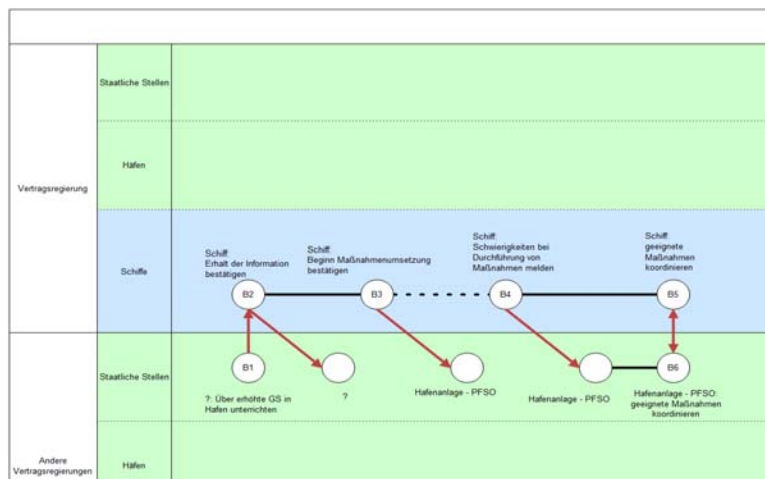 Staatliche Stellen
Häfen
Vertragsregierung
Schiffe
Schiff:
Erhalt der Information
bestätigen
Schiff:
Beginn Maßnahmenumsetzung
bestätigen
Schiff:
Schwierigkeiten bei
Durchführung von
Maßnahmen melden
Schiff:
geeignete
Maßnahmen
koordinieren
B2
B3
B4
B5
Staatliche Stellen
B1
B6
?: Über erhöhte GS in
Hafen unterrichten
?
Hafenanlage - PFSO
Hafenanlage - PFSO
Hafenanlage - PFSO:
geeignete Maßnahmen
koordinieren
Andere
Vertragsregierungen
Häfen